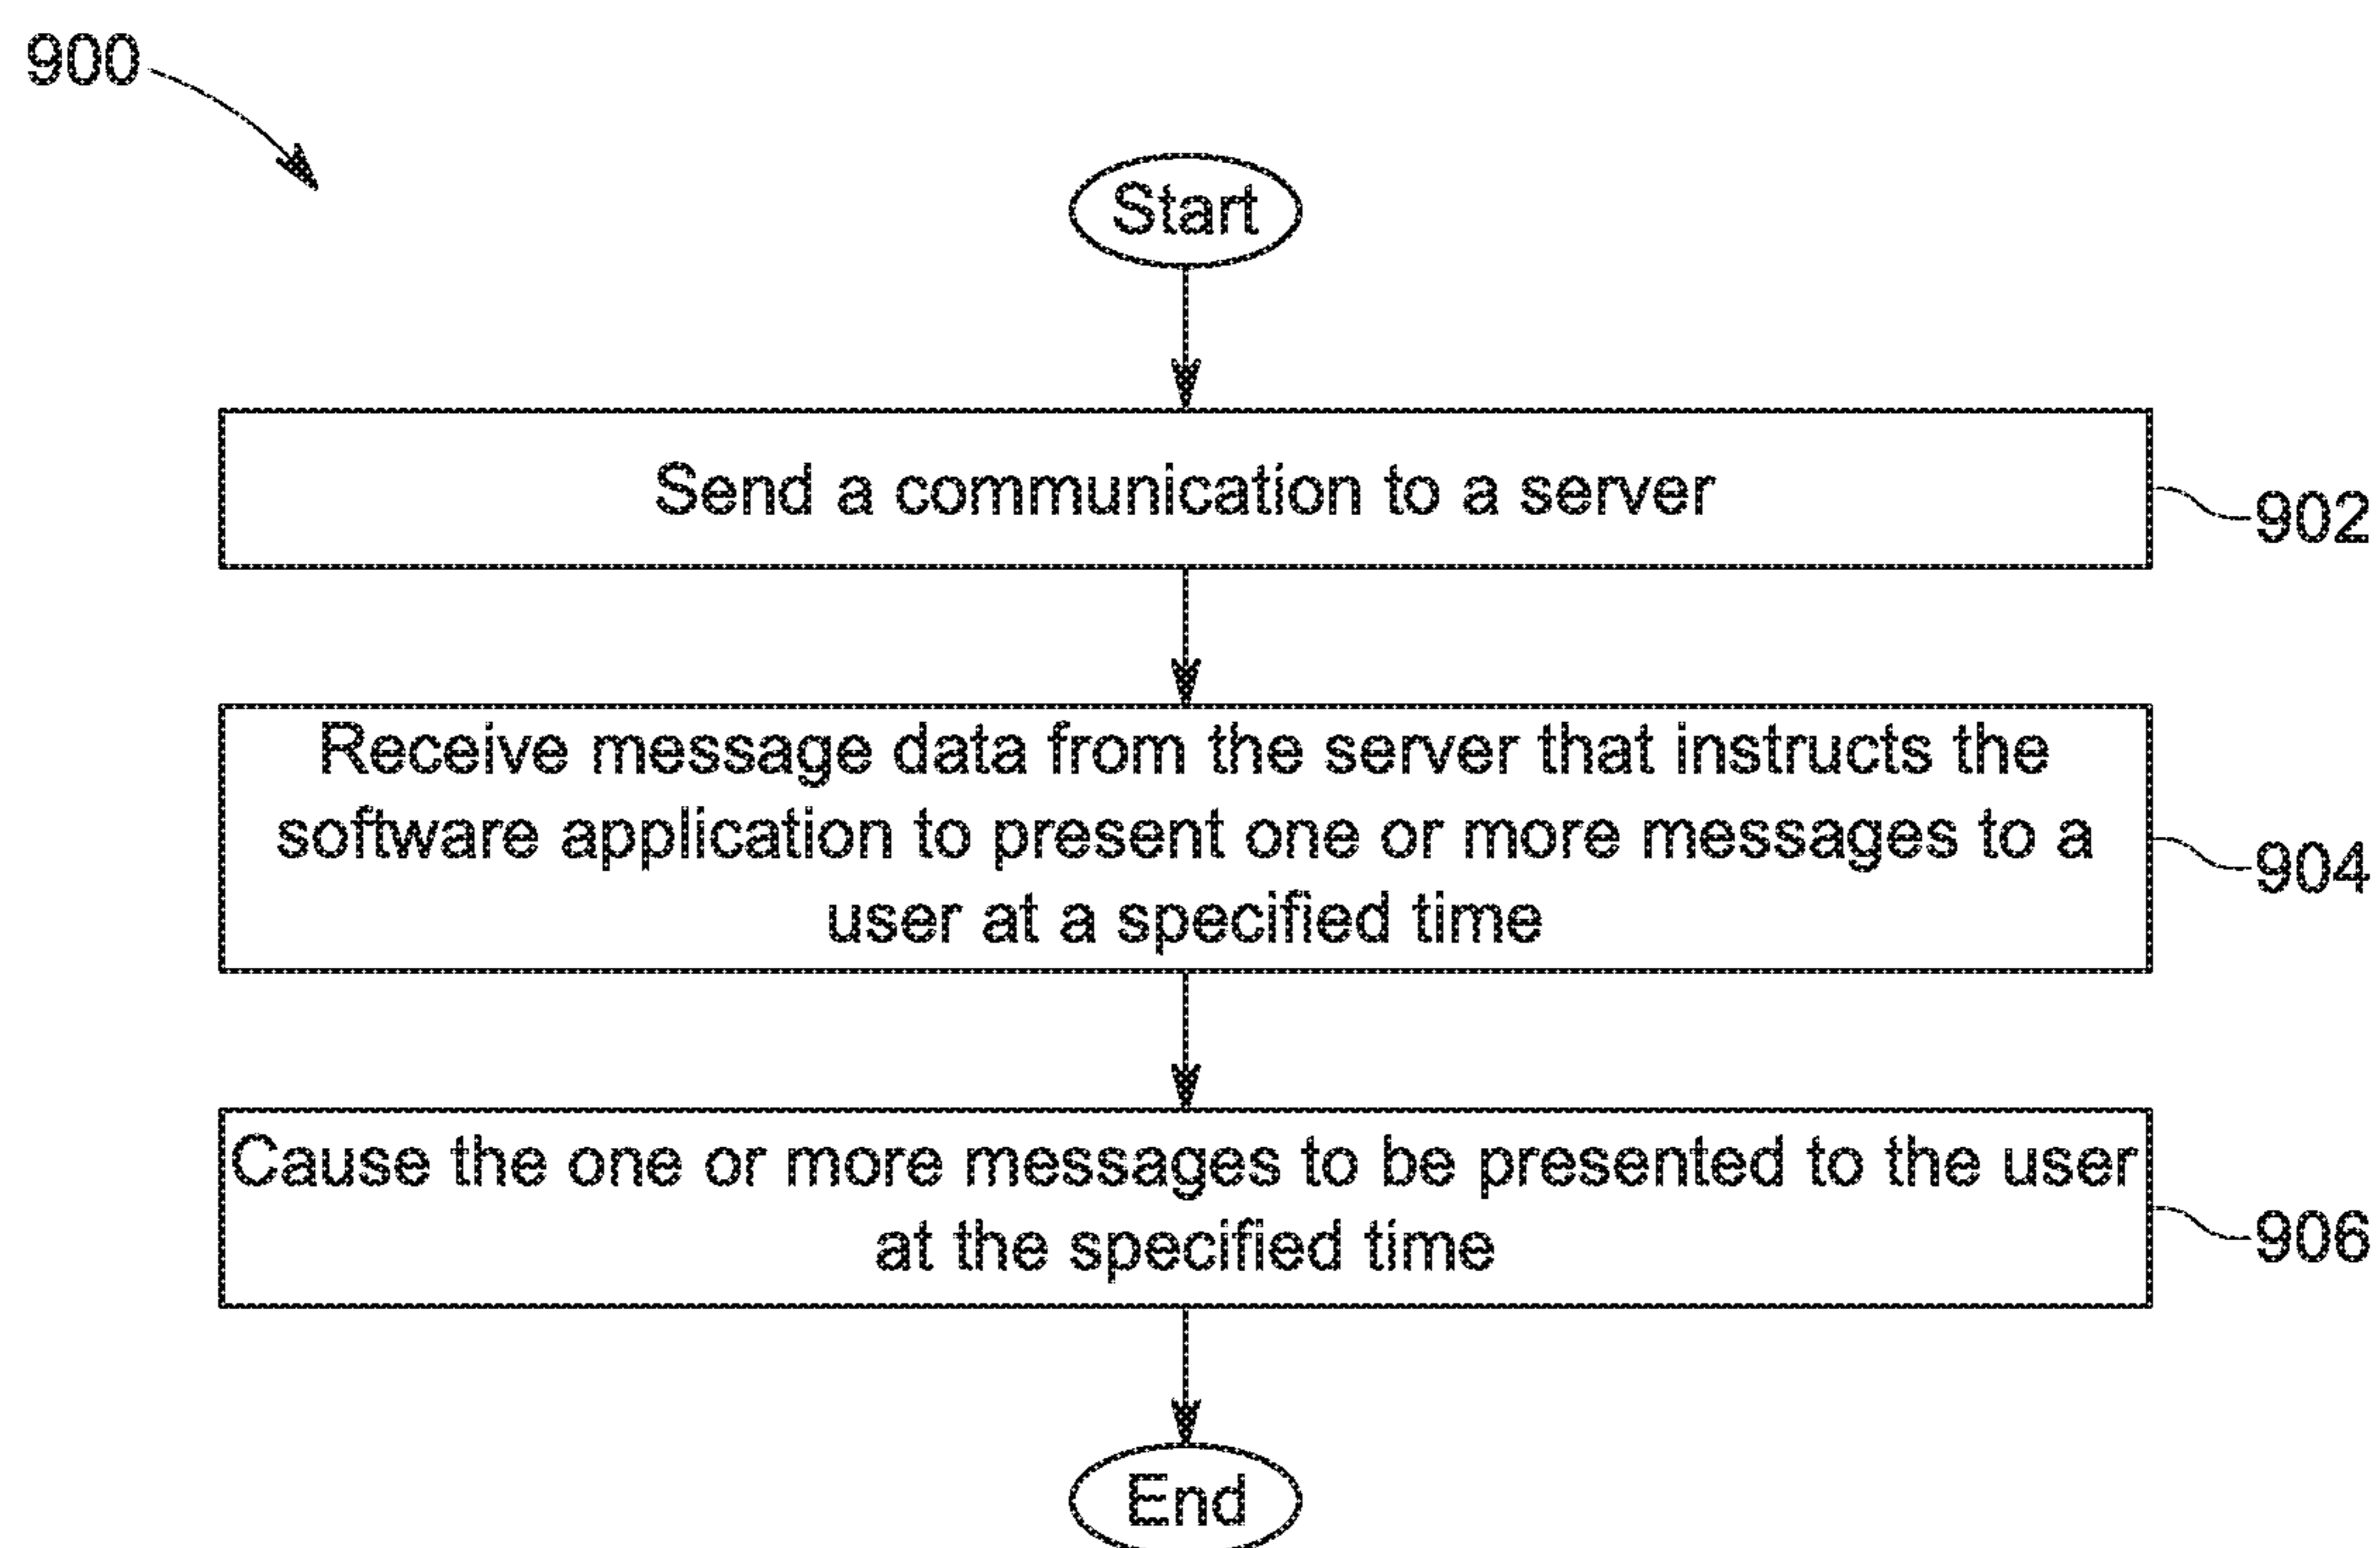 900
Start
Send a communication to a server
902
Receive message data from the server that instructs the
software application to present one or more messages to a
user at a specified time
904
Cause the one or more messages to be presented to the user
at the specified time
906
End